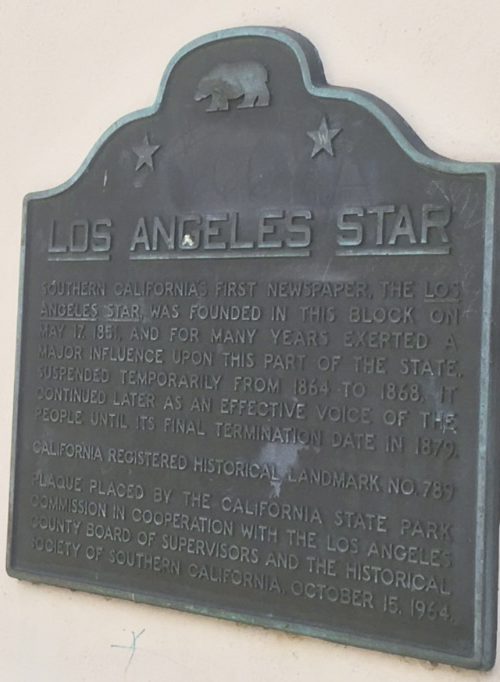 LOS ANGELES STAR
SOUTHERN CALIFORNIA'S FIRST NEWSPAPER, THE LOS
ANGELES STAR, WAS FOUNDED IN THIS BLOCK ON
MAY 17, 1851, AND FOR MANY YEARS EXERTED A
MAJOR INFLUENCE UPON THIS PART OF THE STATE.
SUSPENDED TEMPORARILY FROM 1864 TO 1868, IT
CONTINUED LATER AS AN EFFECTIVE VOICE OF THE
PEOPLE UNTIL ITS FINAL TERMINATION DATE IN 1879.
CALIFORNIA REGISTERED HISTORICAL LANDMARK NO. 789
PLAQUE PLACED BY THE CALIFORNIA STATE PARK
COMMISSION IN COOPERATION WITH THE LOS ANGELES
COUNTY BOARD OF SUPERVISORS AND THE HISTORICAL
SOCIETY OF SOUTHERN CALIFORNIA, OCTOBER 15, 1964.